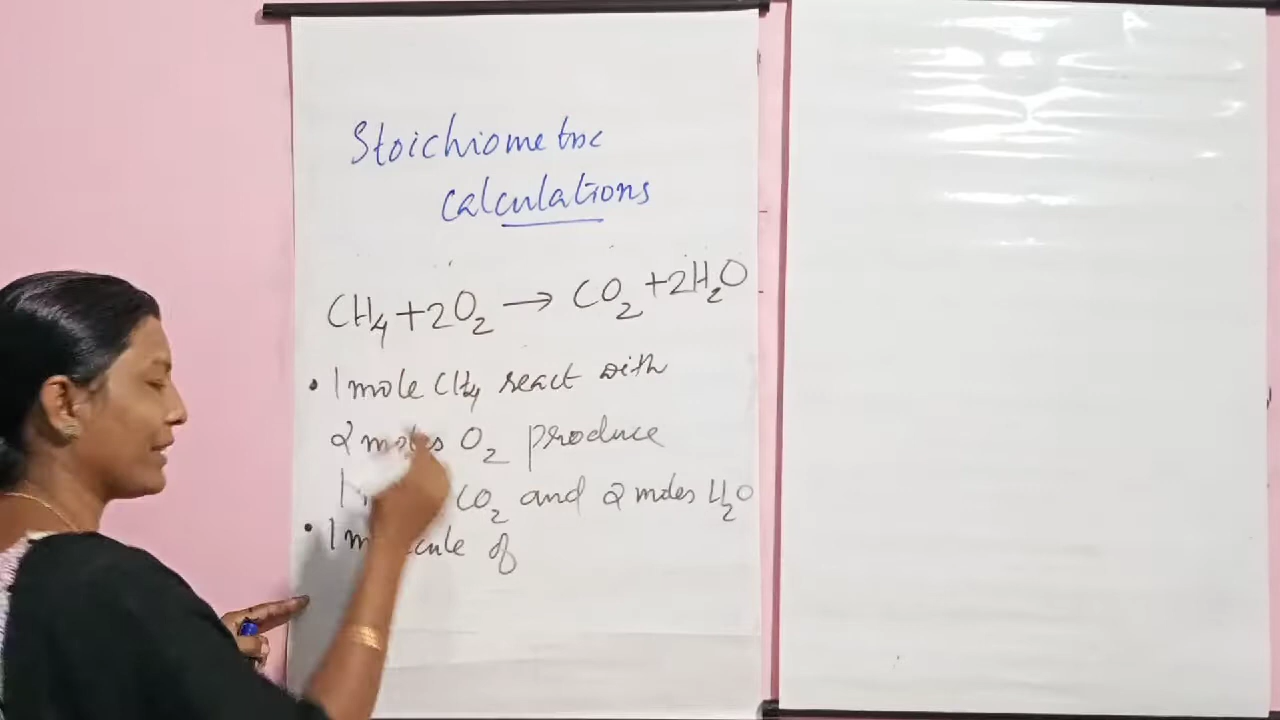 Stoichiometric
calculations
CH₄ + 2O₂ → CO₂ + 2H₂O
• 1 mole CH₄ react with
2 moles O₂ produce
1 CO₂ and 2 moles H₂O
• 1 of